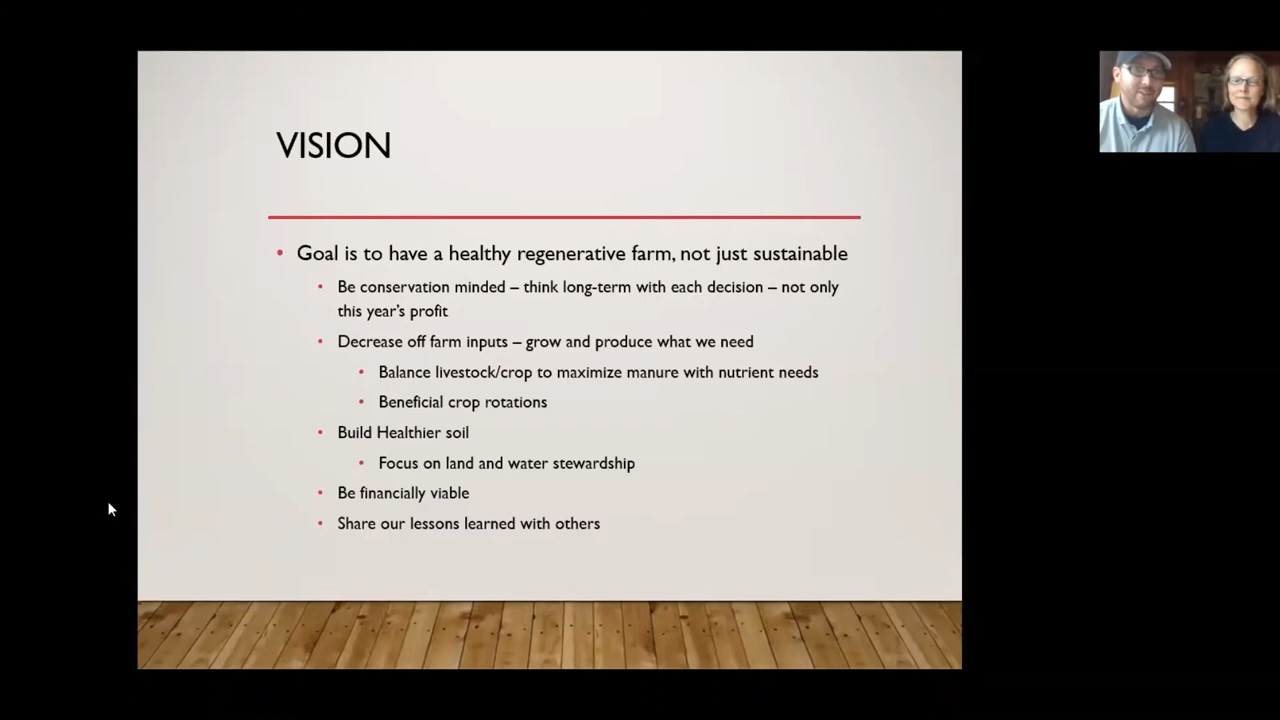 VISION
• Goal is to have a healthy regenerative farm, not just sustainable
• Be conservation minded – think long-term with each decision – not only
this year's profit
• Decrease off farm inputs – grow and produce what we need
• Balance livestock/crop to maximize manure with nutrient needs
• Beneficial crop rotations
• Build Healthier soil
• Focus on land and water stewardship
• Be financially viable
• Share our lessons learned with others